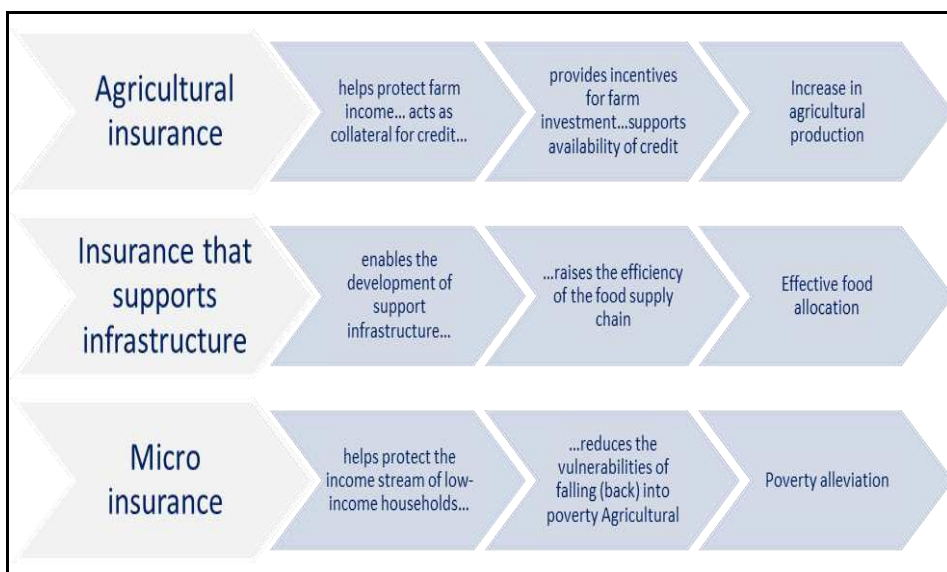 Agricultural
insurance
helps protect farm
income... acts as
collateral for credit...
provides incentives
for farm
investment...supports
availability of credit
Increase in
agricultural
production
Insurance that
supports
infrastructure
enables the
development of
support
infrastructure...
...raises the efficiency
of the food supply
chain
Effective food
allocation
Micro
insurance
helps protect the
income stream of low-
income households...
...reduces the
vulnerabilities of
falling (back) into
poverty Agricultural
Poverty alleviation